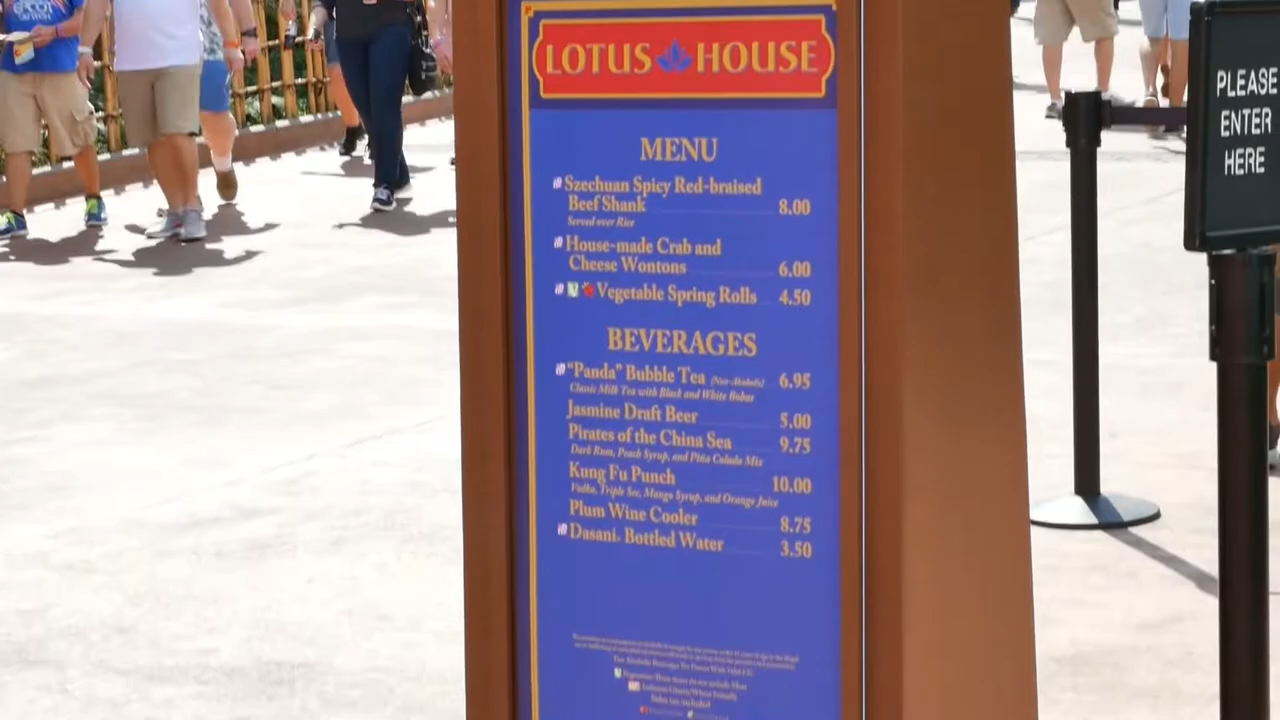 EPCOT
LOTUS HOUSE
PLEASE
ENTER
HERE
MENU
Szechuan Spicy Red-braised
Beef Shank 8.00
Served over Rice
House-made Crab and
Cheese Wontons 6.00
Vegetable Spring Rolls 4.50
BEVERAGES
"Panda" Bubble Tea (Non-Alcoholic) 6.95
Classic Milk Tea with Black and White Bobas
Jasmine Draft Beer 5.00
Pirates of the China Sea 9.75
Dark Rum, Peach Syrup, and Piña Colada Mix
Kung Fu Punch 10.00
Vodka, Triple Sec, Mango Syrup, and Orange Juice
Plum Wine Cooler 8.75
Dasani® Bottled Water 3.50